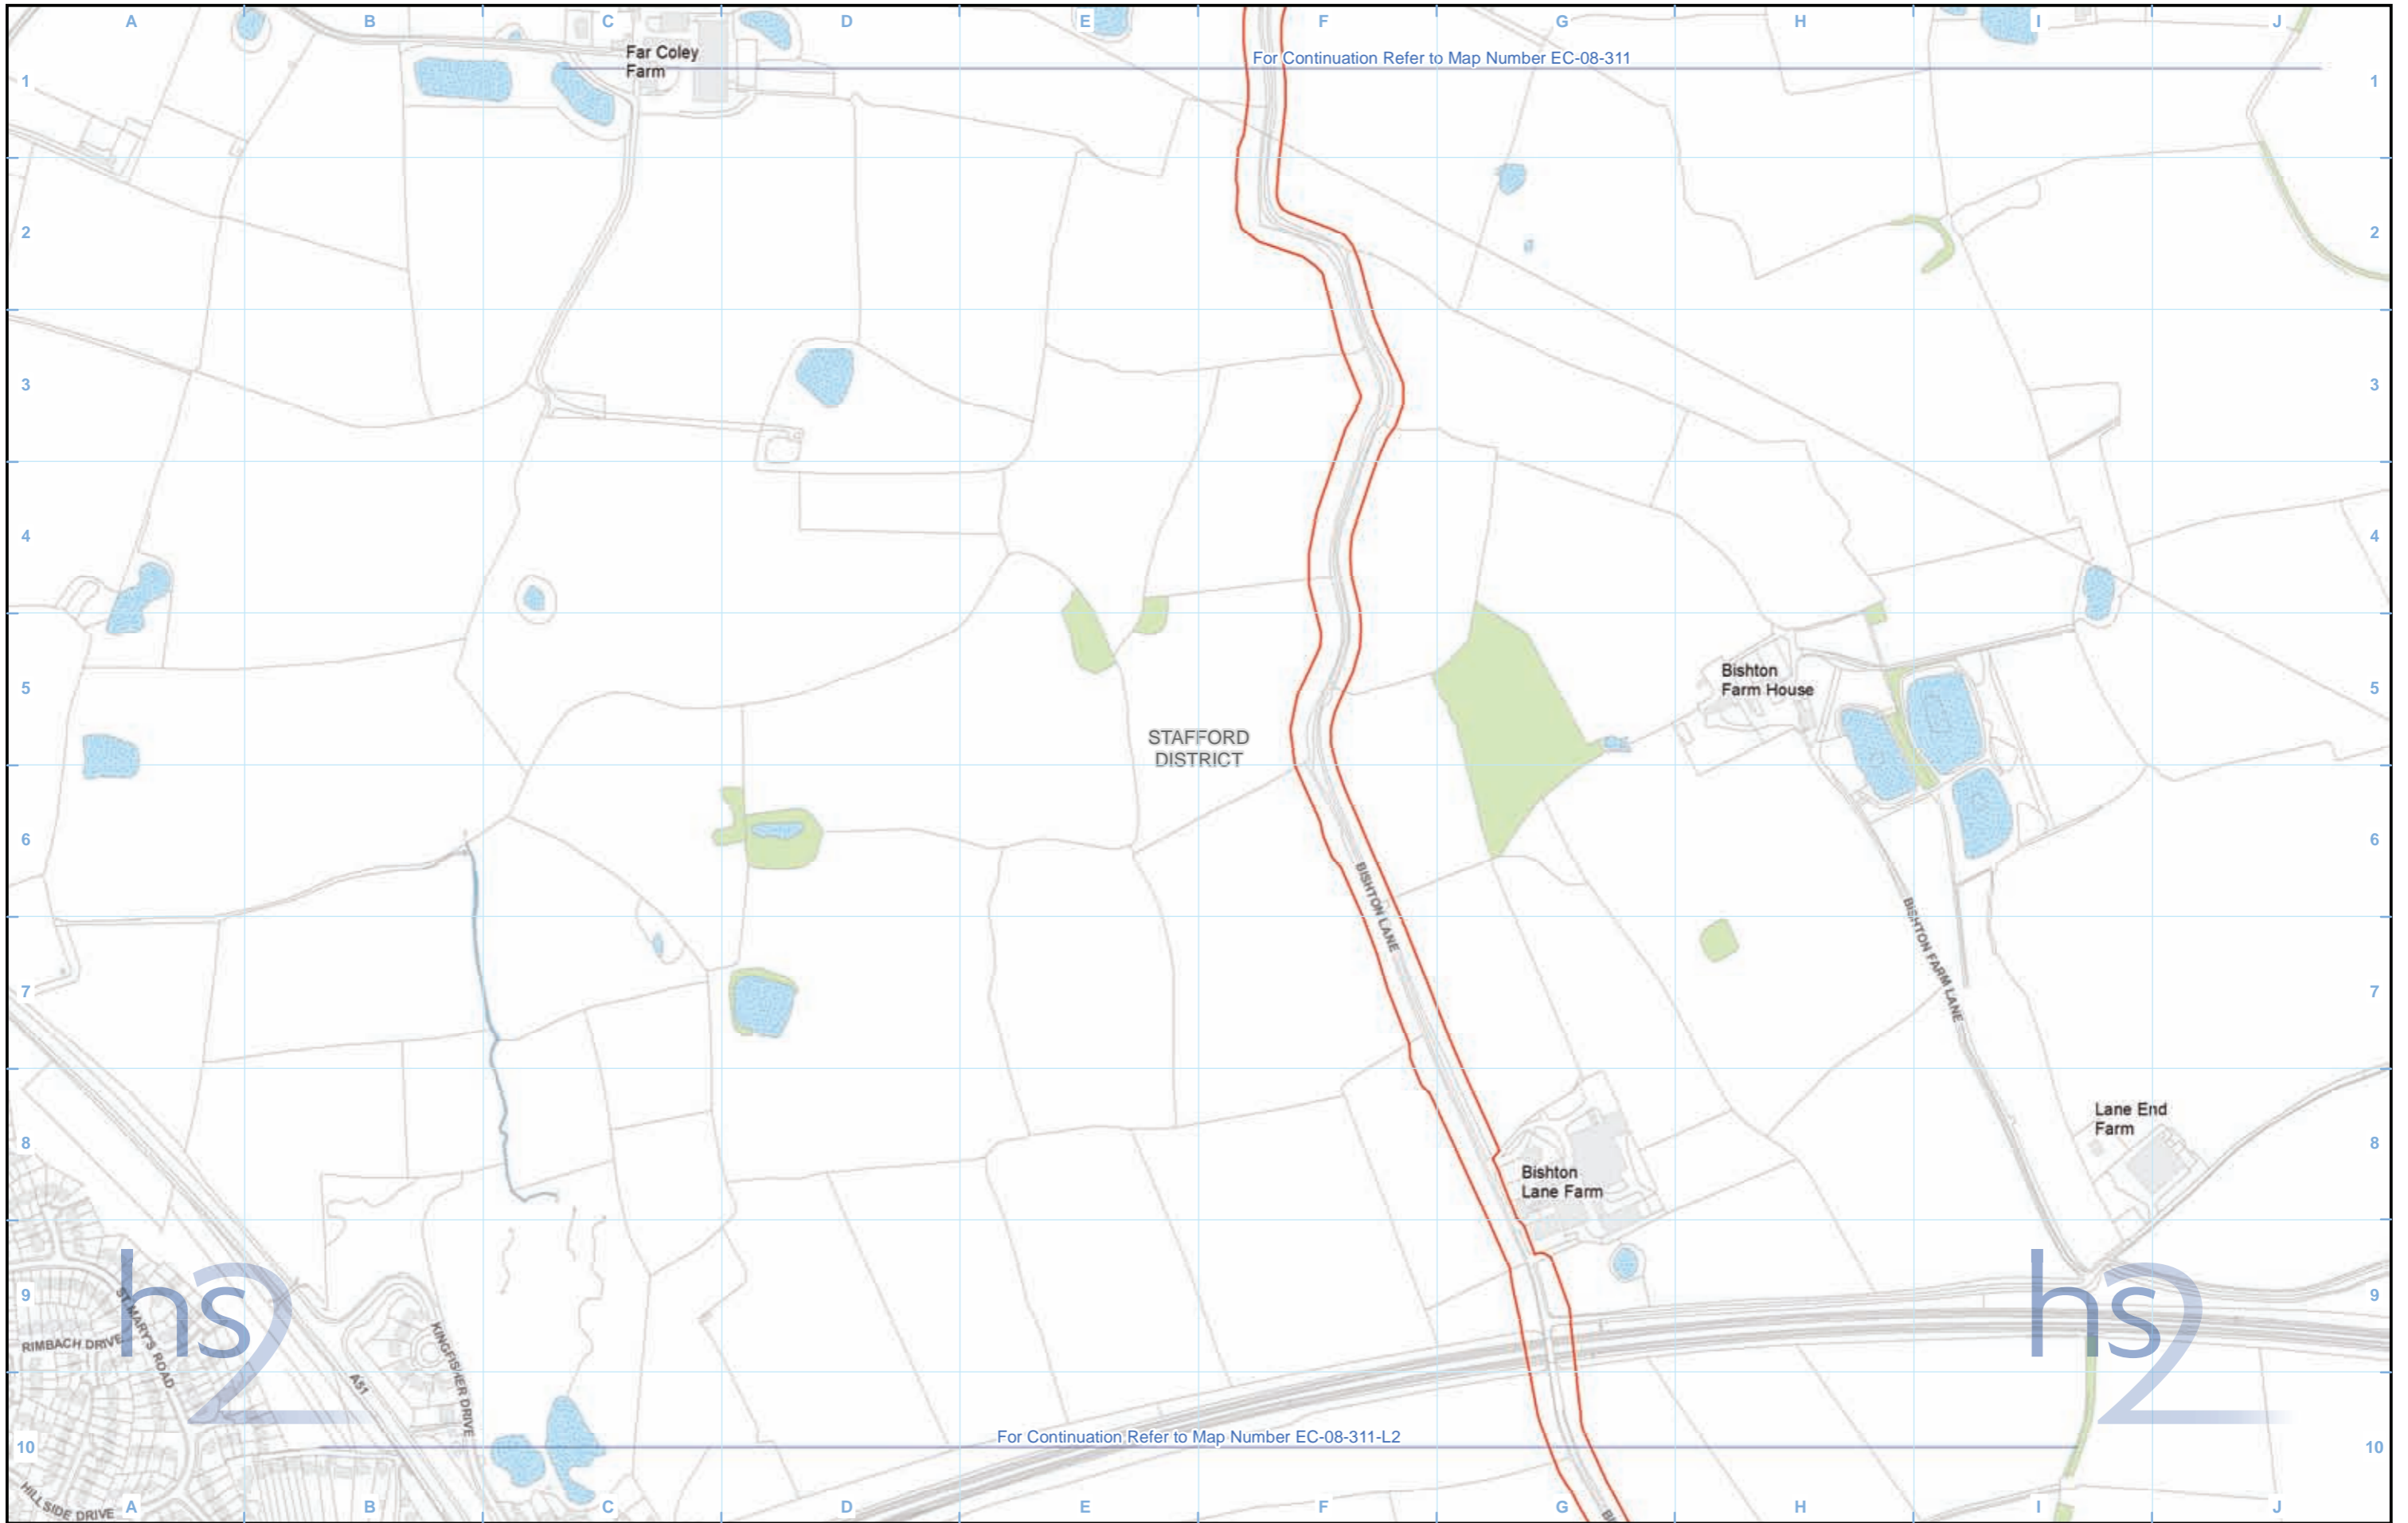 A B C D E F G H I J
For Continuation Refer to Map Number EC-08-311
Far Coley
Farm
1 1
2 2
3 3
4 4
5 5
Bishton
Farm House
STAFFORD
DISTRICT
6 6
BISHTON LANE
BISHTON FARM LANE
7 7
8 8
Lane End
Farm
Bishton
Lane Farm
9 9
hs2 hs2
ST MARY'S ROAD
RIMBACH DRIVE
KINGFISHER DRIVE
A51
For Continuation Refer to Map Number EC-08-311-L2
10 10
HILLSIDE DRIVE
A B C D E F G H I J